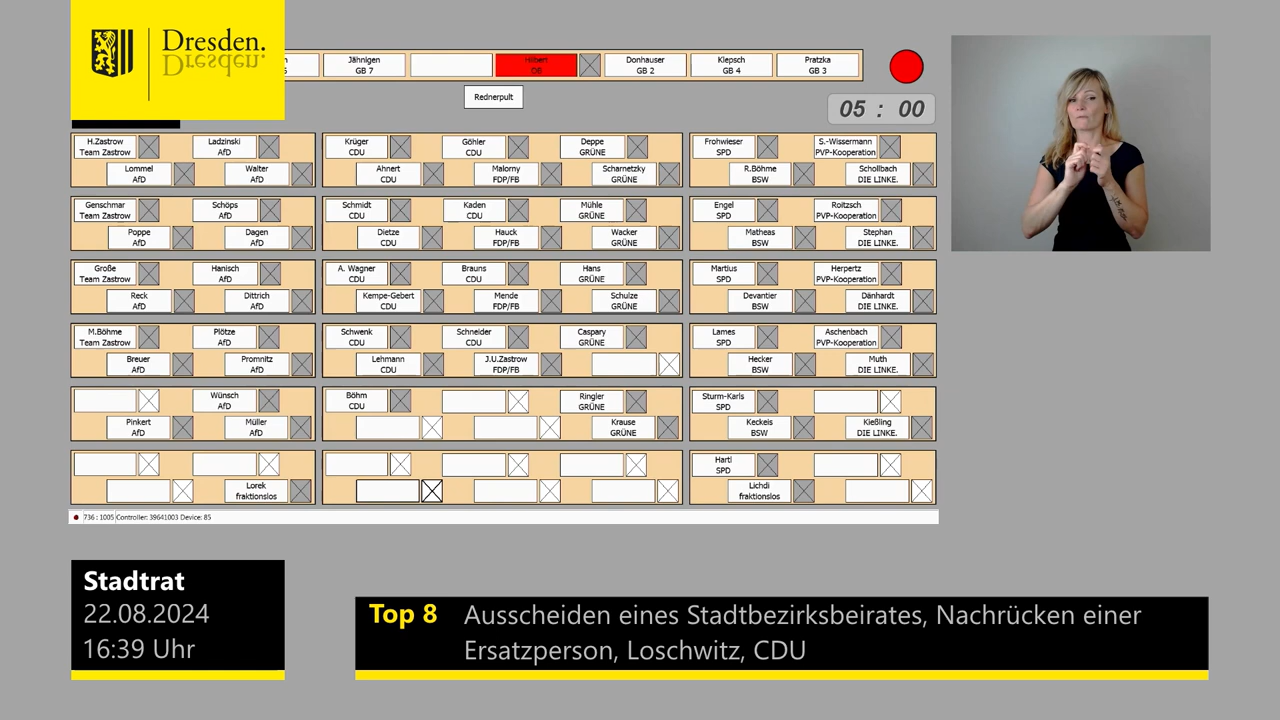 Dresden.
Dresden.
Jähnigen
GB 7
Hilbert
OB
Donhauser
GB 2
Klepsch
GB 4
Pratzka
GB 3
Rednerpult
05 : 00
H.Zastrow
Team Zastrow
Ladzinski
AfD
Krüger
CDU
Göhler
CDU
Deppe
GRÜNE
Frohwieser
SPD
S.-Wissermann
PVP-Kooperation
Lommel
AfD
Walter
AfD
Ahnert
CDU
Malorny
FDP/FB
Scharnetzky
GRÜNE
R.Böhme
BSW
Schollbach
DIE LINKE.
Genschmar
Team Zastrow
Schöps
AfD
Schmidt
CDU
Kaden
CDU
Mühle
GRÜNE
Engel
SPD
Roitzsch
PVP-Kooperation
Poppe
AfD
Dagen
AfD
Dietze
CDU
Hauck
FDP/FB
Wacker
GRÜNE
Matheas
BSW
Stephan
DIE LINKE.
Große
Team Zastrow
Hanisch
AfD
A. Wagner
CDU
Brauns
CDU
Hans
GRÜNE
Martius
SPD
Herpertz
PVP-Kooperation
Reck
AfD
Dittrich
AfD
Kempe-Gebert
CDU
Mende
FDP/FB
Schulze
GRÜNE
Devantier
BSW
Dänhardt
DIE LINKE.
M.Böhme
Team Zastrow
Plötze
AfD
Schwenk
CDU
Schneider
CDU
Caspary
GRÜNE
Lames
SPD
Aschenbach
PVP-Kooperation
Breuer
AfD
Promnitz
AfD
Lehmann
CDU
J.U.Zastrow
FDP/FB
Hecker
BSW
Muth
DIE LINKE.
Wünsch
AfD
Böhm
CDU
Ringler
GRÜNE
Sturm-Karls
SPD
Pinkert
AfD
Müller
AfD
Krause
GRÜNE
Keckeis
BSW
Kießling
DIE LINKE.
Hartl
SPD
Lorek
fraktionslos
Lichdi
fraktionslos
736 : 1005 Controller: 39641003 Device: 85
Stadtrat
22.08.2024
16:39 Uhr
Top 8 Ausscheiden eines Stadtbezirksbeirates, Nachrücken einer
Ersatzperson, Loschwitz, CDU